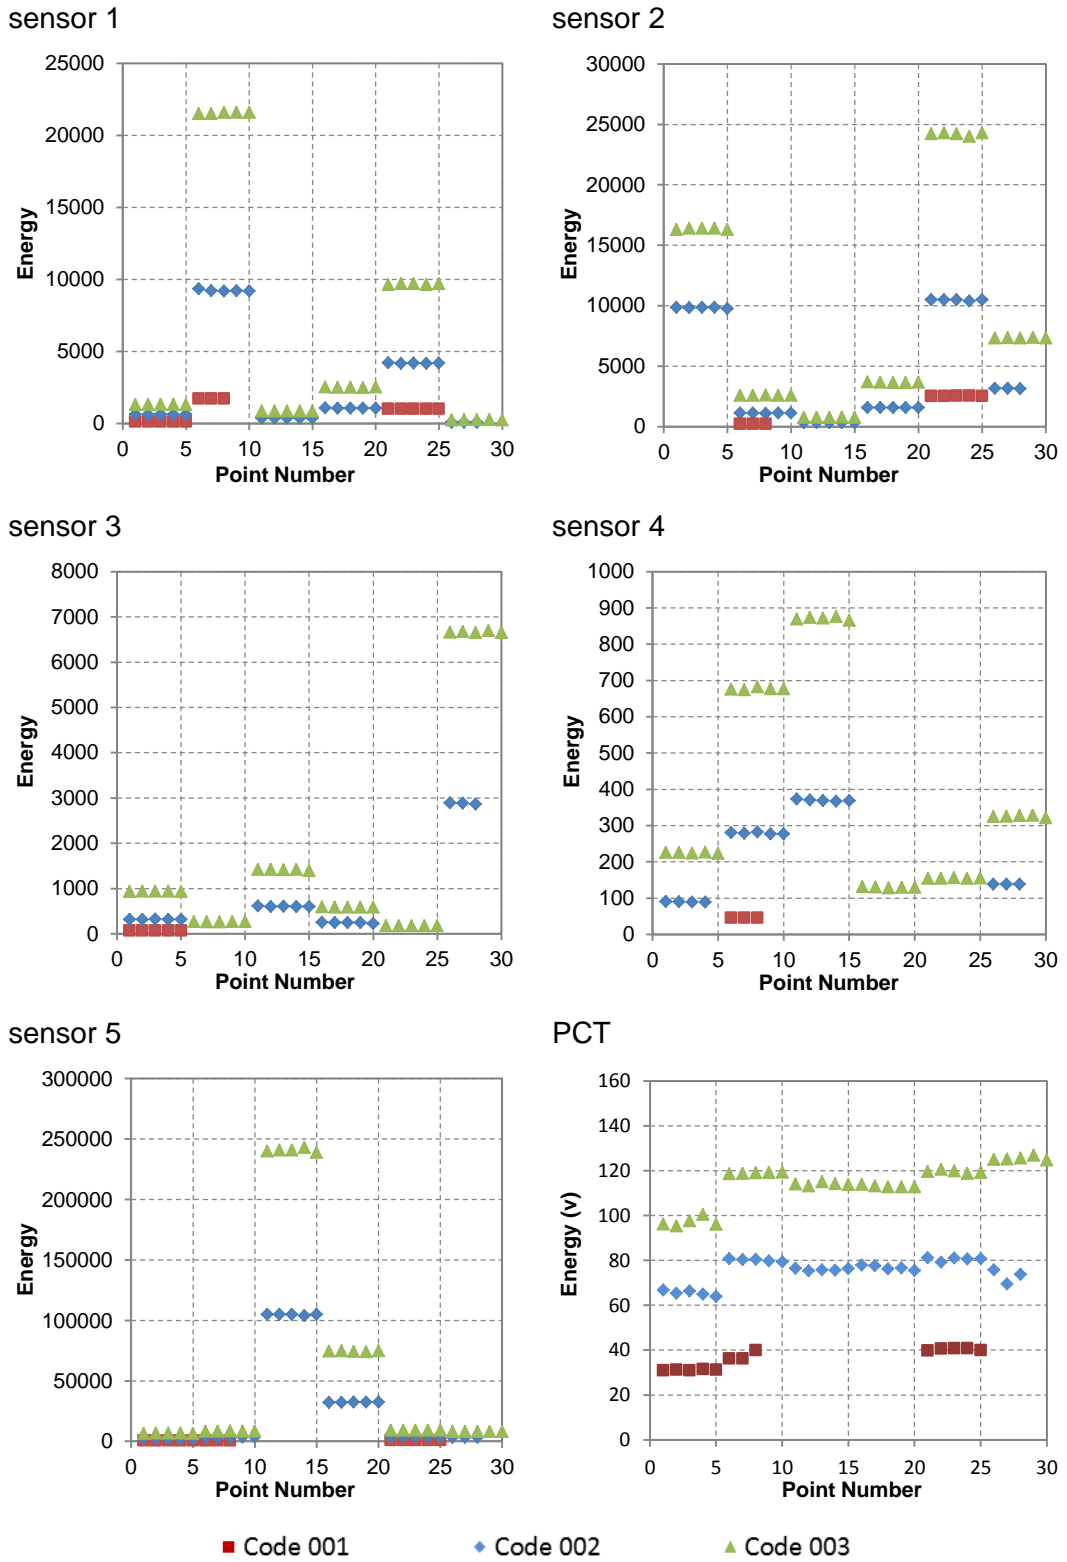 sensor 1
25000
20000
15000
10000
5000
0
Energy
0 5 10 15 20 25 30
Point Number
sensor 2
30000
25000
20000
15000
10000
5000
0
Energy
0 5 10 15 20 25 30
Point Number
sensor 3
8000
7000
6000
5000
4000
3000
2000
1000
0
Energy
0 5 10 15 20 25 30
Point Number
sensor 4
1000
900
800
700
600
500
400
300
200
100
0
Energy
0 5 10 15 20 25 30
Point Number
sensor 5
300000
250000
200000
150000
100000
50000
0
Energy
0 5 10 15 20 25 30
Point Number
PCT
160
140
120
100
80
60
40
20
0
Energy (v)
0 5 10 15 20 25 30
Point Number
Code 001 Code 002 Code 003